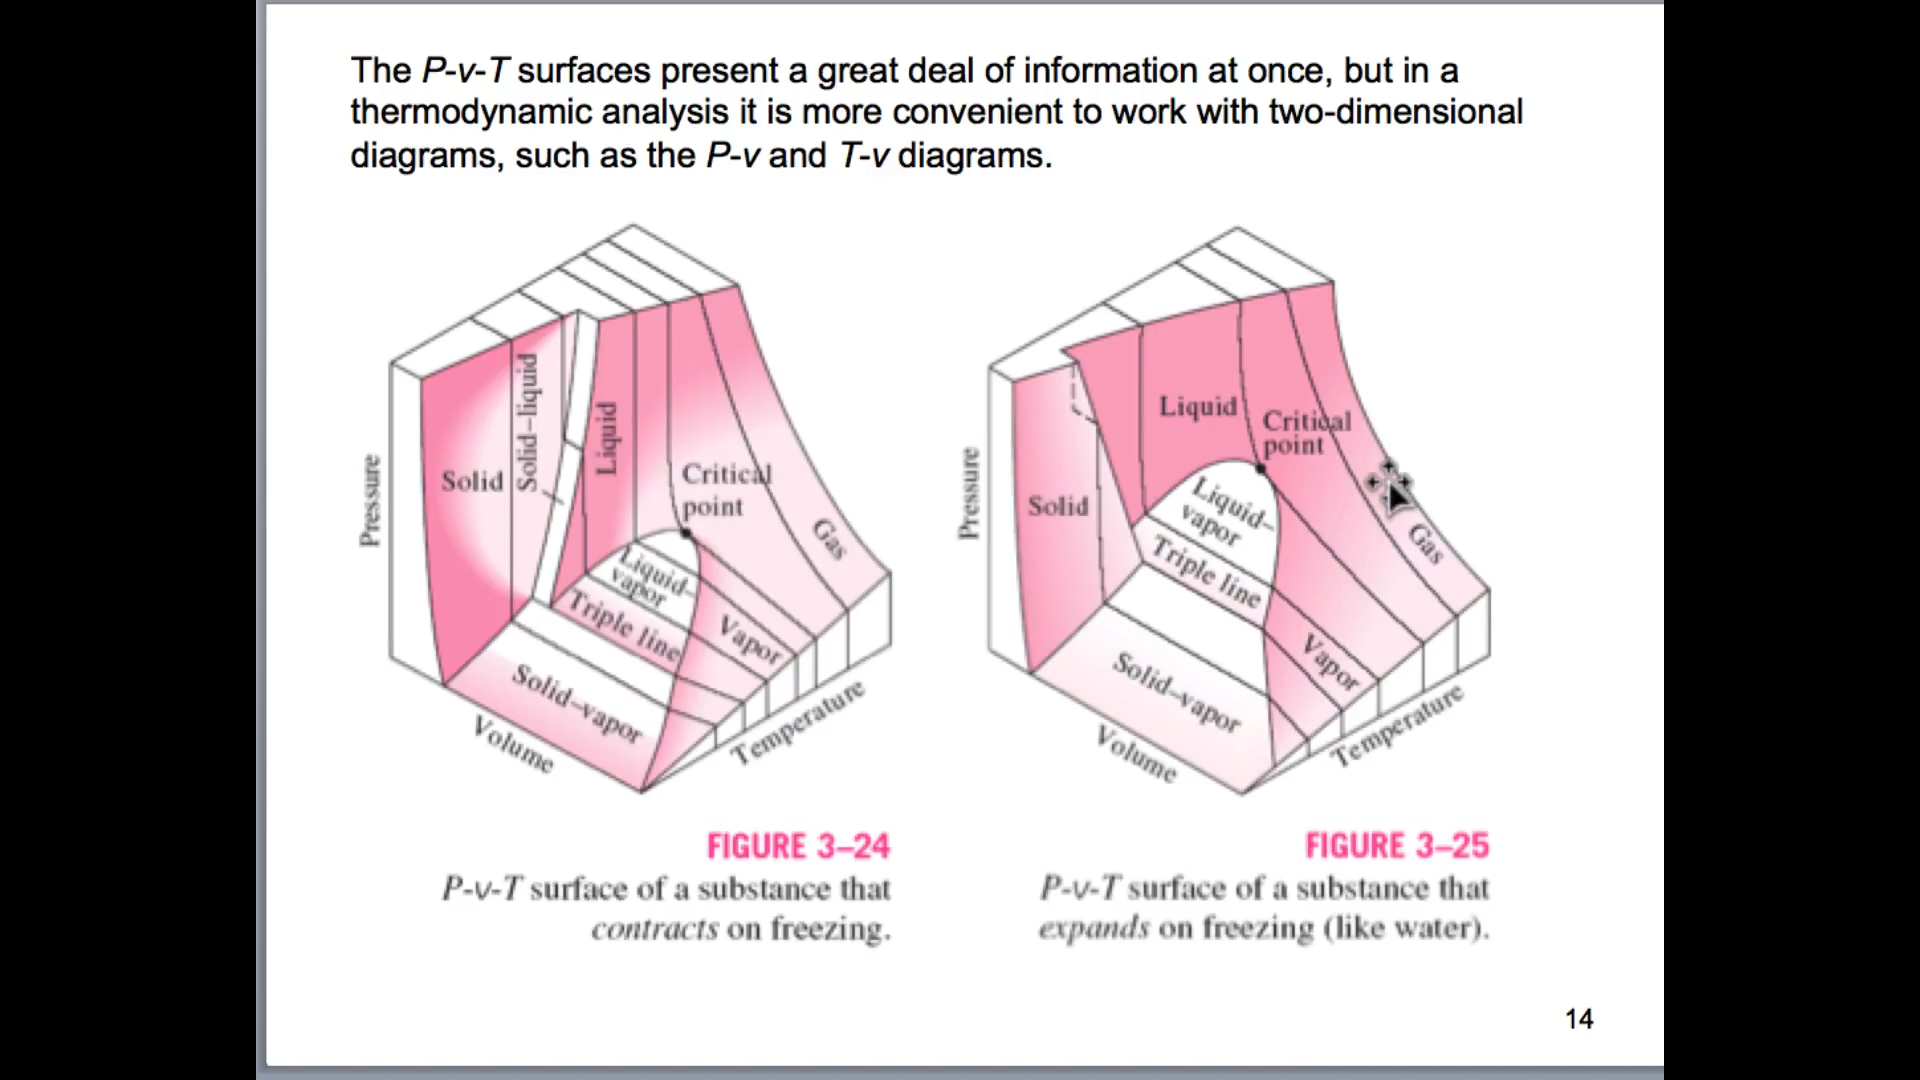 The P-v-T surfaces present a great deal of information at once, but in a
thermodynamic analysis it is more convenient to work with two-dimensional
diagrams, such as the P-v and T-v diagrams.
Pressure
Solid
Solid–liquid
Liquid
Critical
point
Gas
Liquid–
vapor
Triple line
Vapor
Solid–vapor
Volume
Temperature
FIGURE 3–24
P-v-T surface of a substance that
contracts on freezing.
Pressure
Solid
Liquid
Critical
point
Gas
Liquid–
vapor
Triple line
Vapor
Solid–vapor
Volume
Temperature
FIGURE 3–25
P-v-T surface of a substance that
expands on freezing (like water).
14